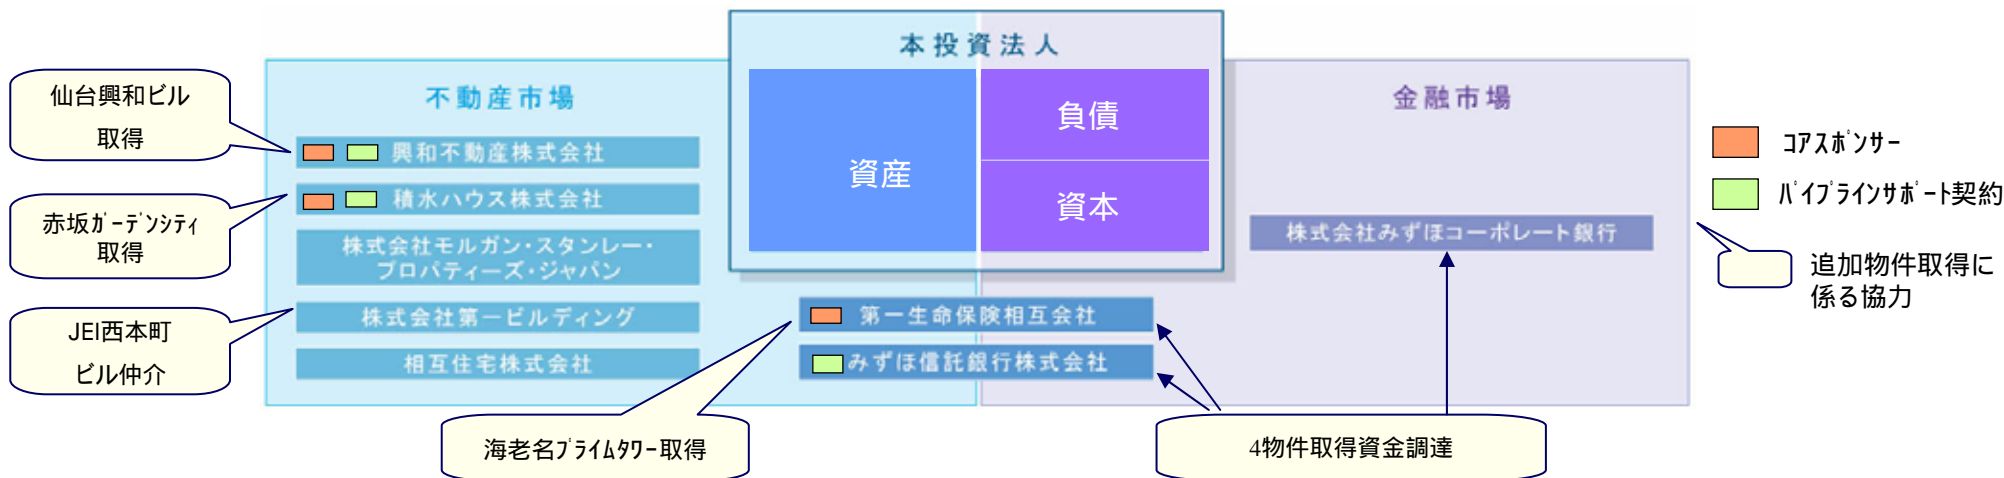 本投資法人
資産
負債
資本
不動産市場
興和不動産株式会社
積水ハウス株式会社
株式会社モルガン・スタンレー・
プロパティーズ・ジャパン
株式会社第一ビルディング
相互住宅株式会社
第一生命保険相互会社
みずほ信託銀行株式会社
金融市場
株式会社みずほコーポレート銀行
仙台興和ビル
取得
赤坂ｶﾞｰﾃﾞﾝｼﾃｨ
取得
JEI西本町
ビル仲介
海老名ﾌﾟﾗｲﾑﾀﾜｰ取得
4物件取得資金調達
ｺｱｽﾎﾟﾝｻｰ
ﾊﾟｲﾌﾟﾗｲﾝｻﾎﾟｰﾄ契約
追加物件取得に
係る協力